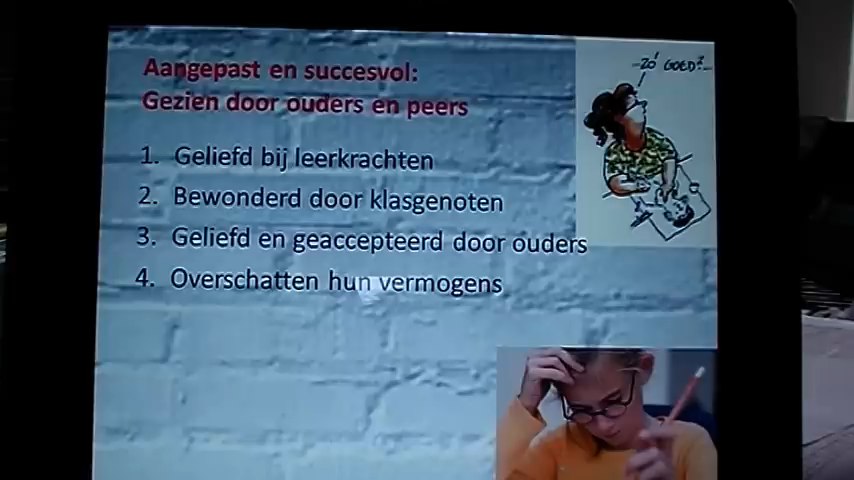 Aangepast en succesvol:
Gezien door ouders en peers
ZÓ GOED?
1. Geliefd bij leerkrachten
2. Bewonderd door klasgenoten
3. Geliefd en geaccepteerd door ouders
4. Overschatten hun vermogens